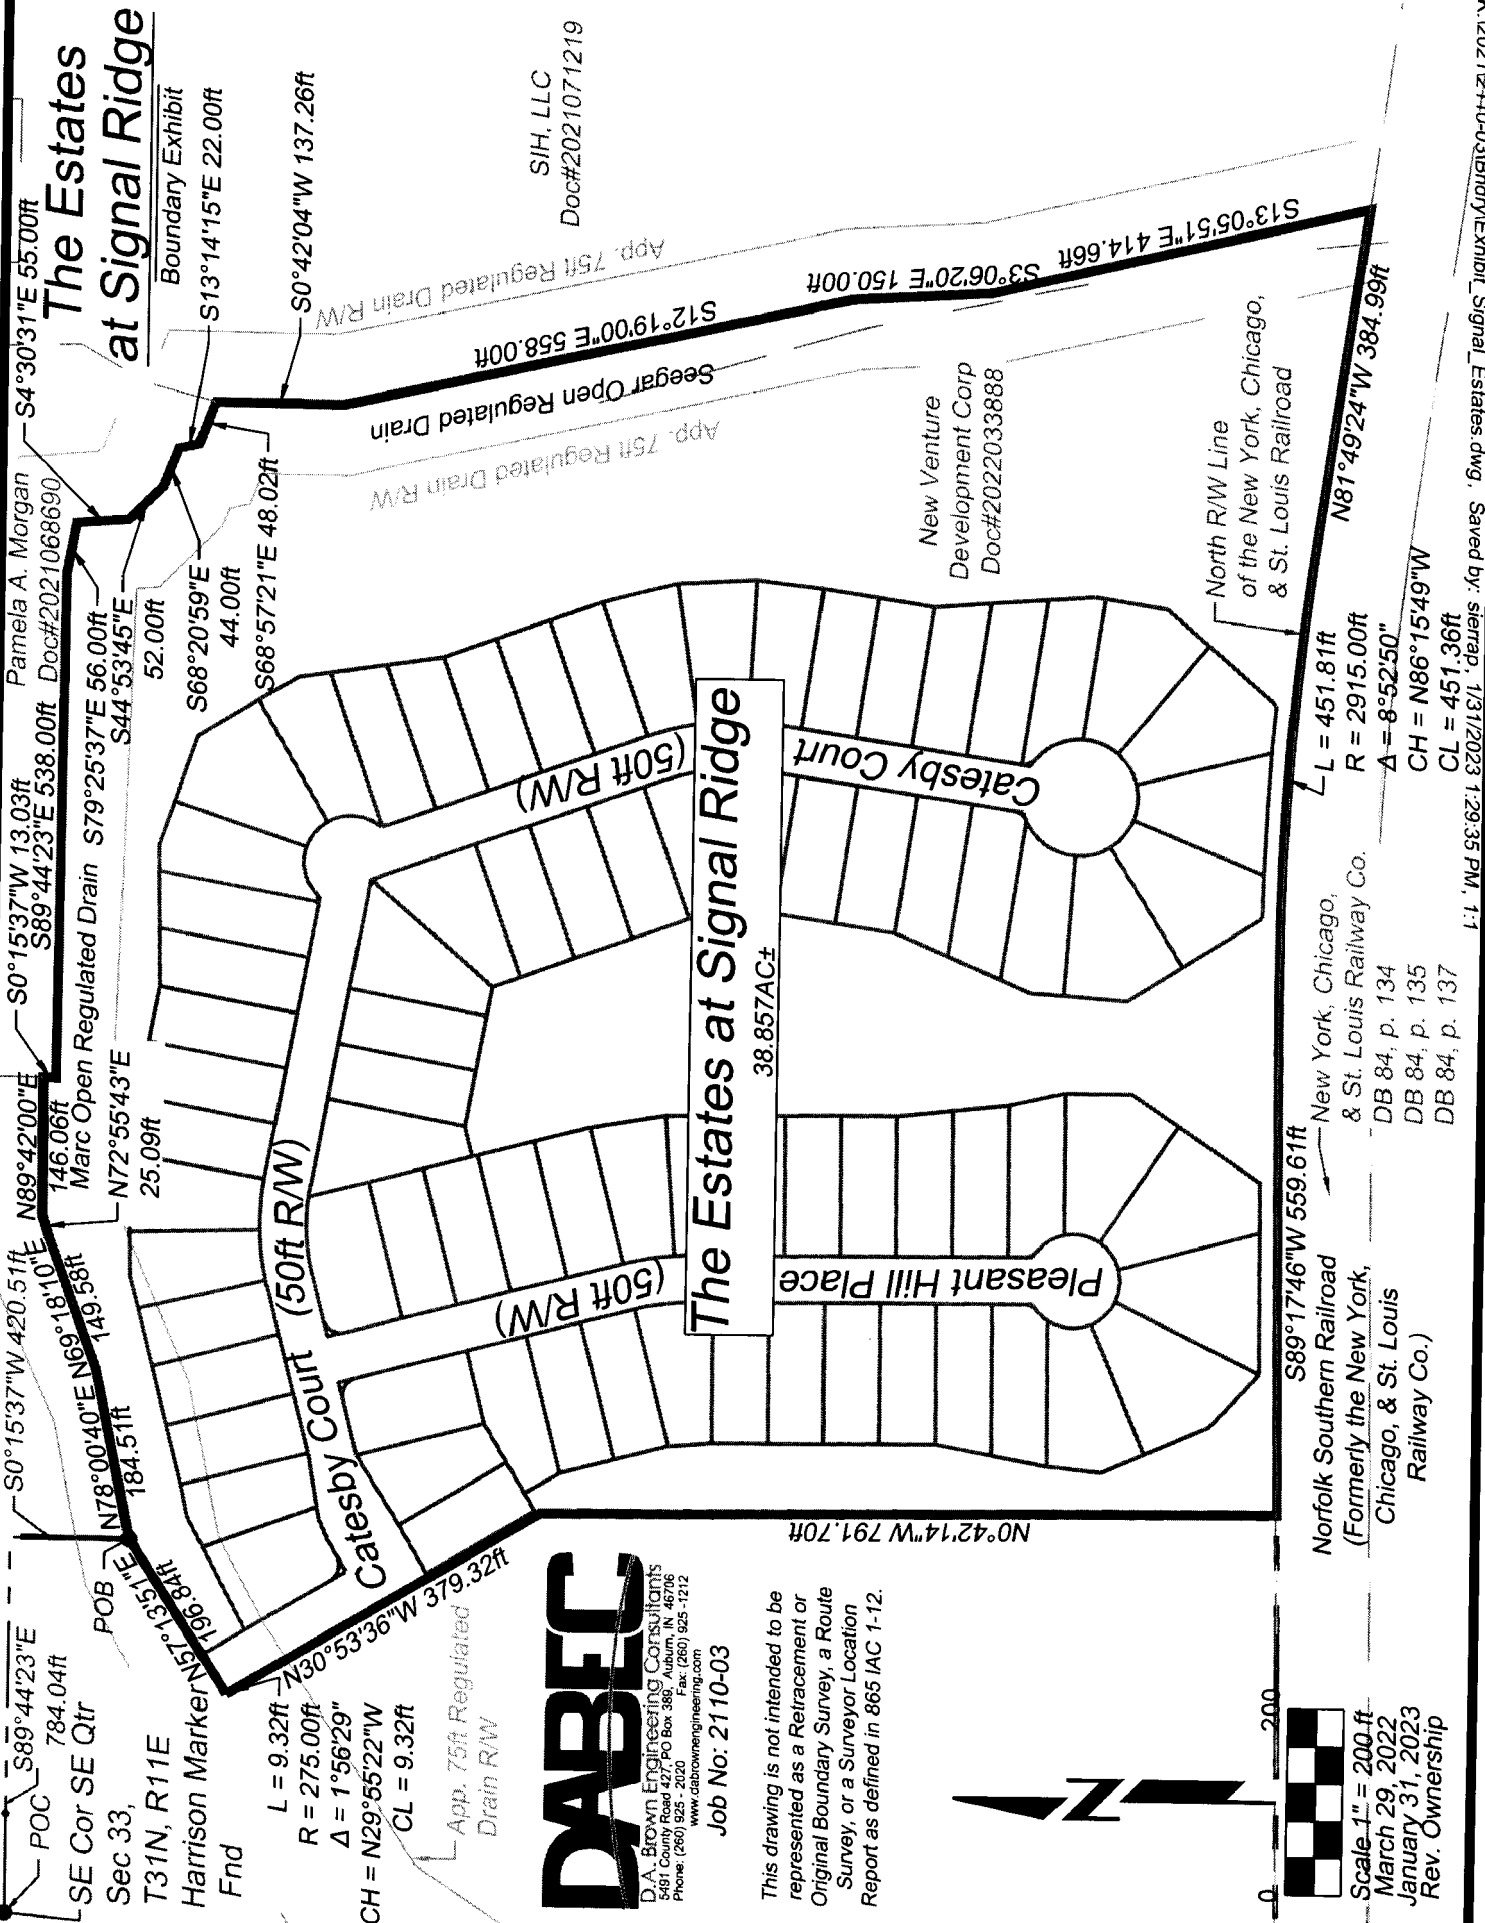 The Estates
at Signal Ridge
Boundary Exhibit
POC
S89°44'23"E
784.04ft
SE Cor SE Qtr
Sec 33,
T31N, R11E
Harrison Marker
Fnd
POB
S0°15'37"W 420.51ft
N78°00'40"E
184.51ft
N69°18'10"E
149.58ft
N72°55'43"E
25.09ft
N89°42'00"E
146.06ft
S0°15'37"W 13.03ft
S89°44'23"E 538.00ft
Marc Open Regulated Drain
Pamela A. Morgan
Doc#2021068690
S79°25'37"E 56.00ft
S4°30'31"E 55.00ft
S44°53'45"E
52.00ft
S68°20'59"E
44.00ft
S13°14'15"E 22.00ft
S68°57'21"E 48.02ft
S0°42'04"W 137.26ft
App. 75ft Regulated Drain R/W
S12°19'00"E 558.00ft
Seegar Open Regulated Drain
App. 75ft Regulated Drain R/W
SIH, LLC
Doc#2021071219
S3°06'20"E 150.00ft
S13°05'51"E 414.66ft
New Venture
Development Corp
Doc#2022033888
North R/W Line
of the New York, Chicago,
& St. Louis Railroad
N81°49'24"W 384.99ft
L = 451.81ft
R = 2915.00ft
Δ = 8°52'50"
CH = N86°15'49"W
CL = 451.36ft
New York, Chicago,
& St. Louis Railway Co.
DB 84, p. 134
DB 84, p. 135
DB 84, p. 137
S89°17'46"W 559.61ft
Norfolk Southern Railroad
(Formerly the New York,
Chicago, & St. Louis
Railway Co.)
N0°42'14"W 791.70ft
N30°53'36"W 379.32ft
N57°13'51"E
196.84ft
L = 9.32ft
R = 275.00ft
Δ = 1°56'29"
CH = N29°55'22"W
CL = 9.32ft
App. 75ft Regulated
Drain R/W
Catesby Court (50ft R/W)
(50ft R/W)
Catesby Court
(50ft R/W)
Pleasant Hill Place
The Estates at Signal Ridge
38.857AC±
DABEC
D.A. Brown Engineering Consultants
5491 County Road 427, PO Box 389, Auburn, IN 46706
Phone: (260) 925 - 2020 Fax: (260) 925 -1212
www.dabrownengineering.com
Job No: 2110-03
This drawing is not intended to be
represented as a Retracement or
Original Boundary Survey, a Route
Survey, or a Surveyor Location
Report as defined in 865 IAC 1-12.
N
0 200
Scale 1" = 200 ft
March 29, 2022
January 31, 2023
Rev. Ownership
Exhibit_Signal_Estates.dwg, Saved by: sierrap, 1/31/2023 1:29:35 PM, 1:1